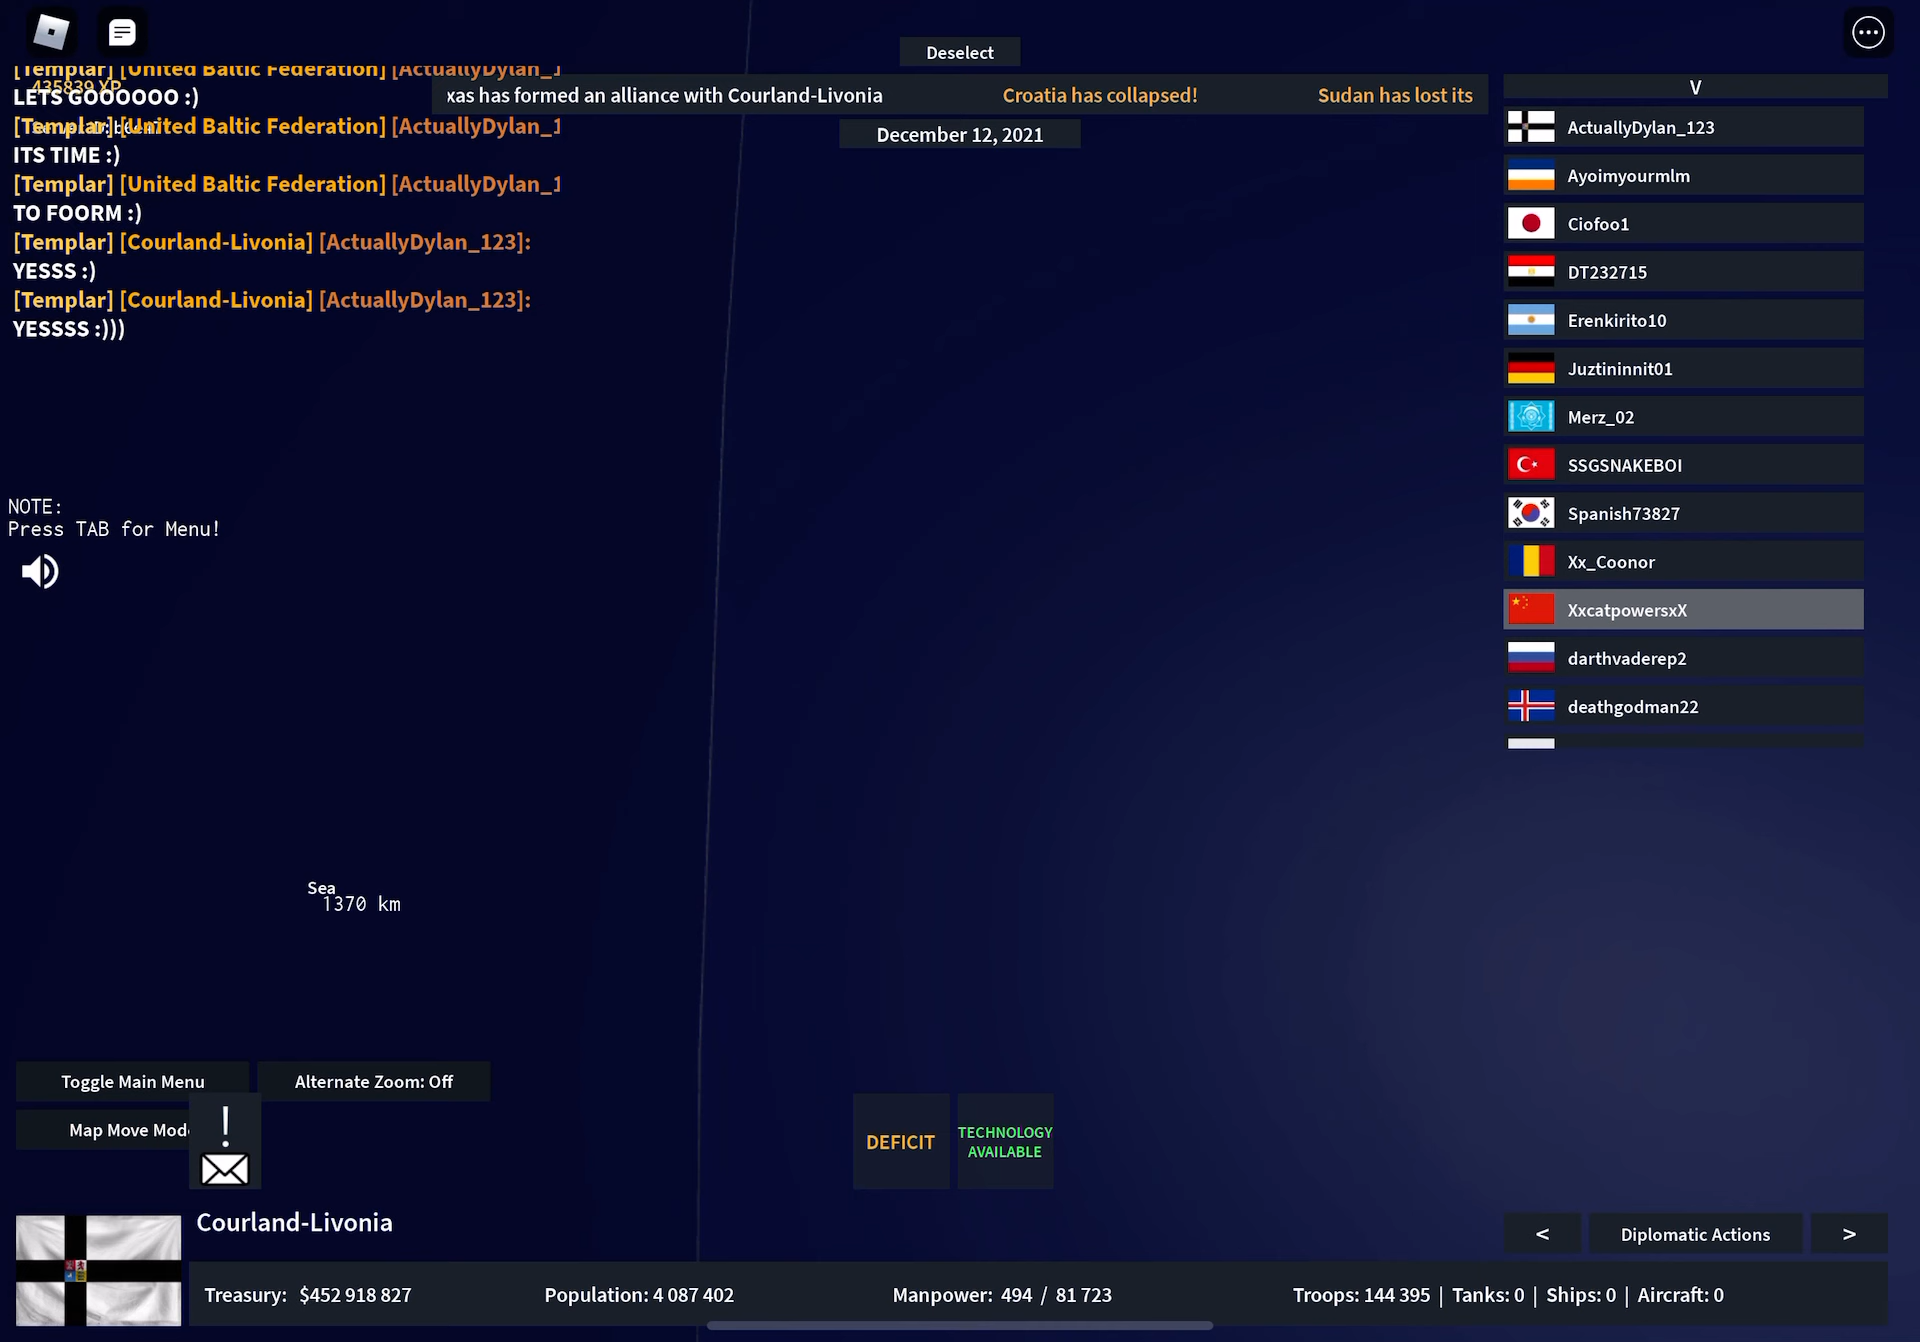 Deselect
[Templar] [United Baltic Federation] [ActuallyDylan_1
435839 XP
LETS GOOOOOO :)
[Templar] [United Baltic Federation] [ActuallyDylan_1
ITS TIME :)
[Templar] [United Baltic Federation] [ActuallyDylan_1
TO FOORM :)
[Templar] [Courland-Livonia] [ActuallyDylan_123]:
YESSS :)
[Templar] [Courland-Livonia] [ActuallyDylan_123]:
YESSSS :)))
xas has formed an alliance with Courland-Livonia
Croatia has collapsed!
Sudan has lost its
December 12, 2021
V
ActuallyDylan_123
Ayoimyourmlm
Ciofoo1
DT232715
Erenkirito10
Juztininnit01
Merz_02
SSGSNAKEBOI
Spanish73827
Xx_Coonor
XxcatpowersxX
darthvaderep2
deathgodman22
NOTE:
Press TAB for Menu!
Sea
1370 km
Toggle Main Menu
Alternate Zoom: Off
Map Move Mod
!
DEFICIT
TECHNOLOGY
AVAILABLE
Courland-Livonia
< Diplomatic Actions >
Treasury: $452 918 827
Population: 4 087 402
Manpower: 494 / 81 723
Troops: 144 395 | Tanks: 0 | Ships: 0 | Aircraft: 0